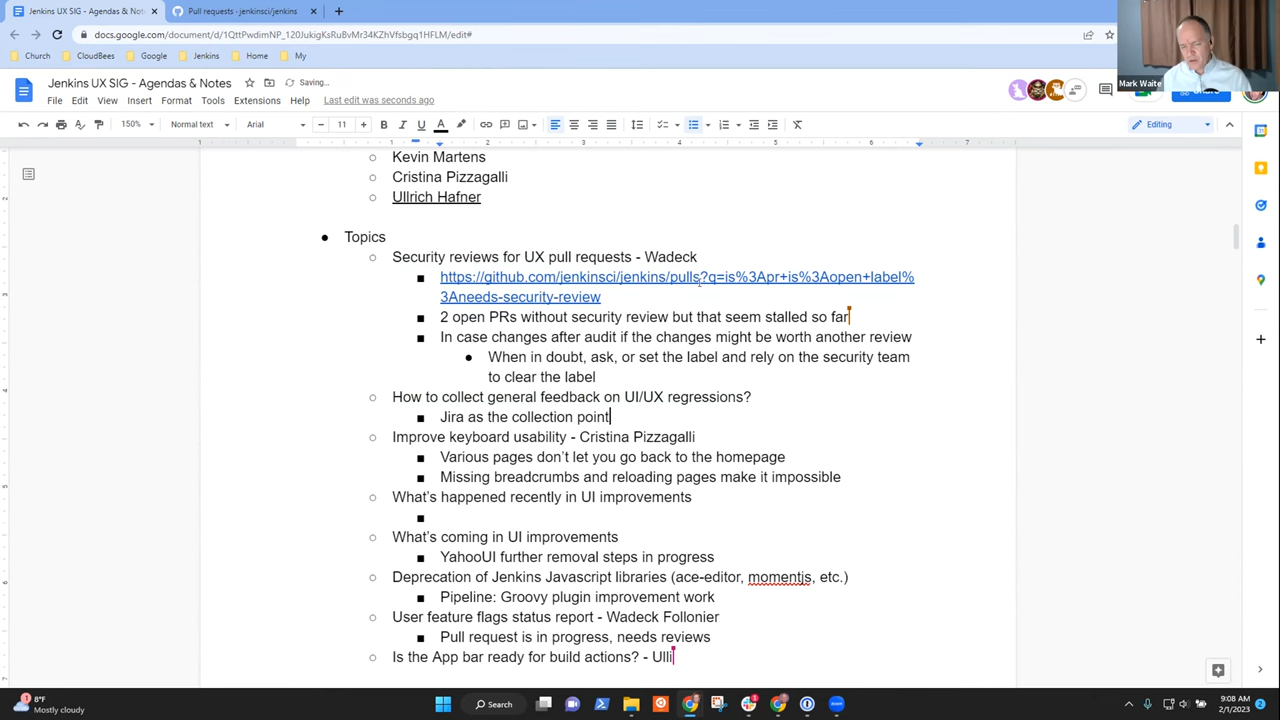 Jenkins UX SIG - Agendas & Notes
Pull requests · jenkinsci/jenkins
docs.google.com/document/d/1QttPwdimNP_120JukigKsRuBvMr34KZhVfsbgq1HFLM/edit#
Church CloudBees Google Jenkins Home My
Mark Waite
Jenkins UX SIG - Agendas & Notes Saving...
File Edit View Insert Format Tools Extensions Help Last edit was seconds ago
150% Normal text Arial 11 Editing
1 1 2 3 4 5 6 7
Kevin Martens
Cristina Pizzagalli
Ullrich Hafner
Topics
Security reviews for UX pull requests - Wadeck
https://github.com/jenkinsci/jenkins/pulls?q=is%3Apr+is%3Aopen+label%
3Aneeds-security-review
2 open PRs without security review but that seem stalled so far
In case changes after audit if the changes might be worth another review
When in doubt, ask, or set the label and rely on the security team
to clear the label
How to collect general feedback on UI/UX regressions?
Jira as the collection point
Improve keyboard usability - Cristina Pizzagalli
Various pages don't let you go back to the homepage
Missing breadcrumbs and reloading pages make it impossible
What's happened recently in UI improvements
What's coming in UI improvements
YahooUI further removal steps in progress
Deprecation of Jenkins Javascript libraries (ace-editor, momentjs, etc.)
Pipeline: Groovy plugin improvement work
User feature flags status report - Wadeck Follonier
Pull request is in progress, needs reviews
Is the App bar ready for build actions? - Ulli
8°F
Mostly cloudy
Search
9:08 AM
2/1/2023